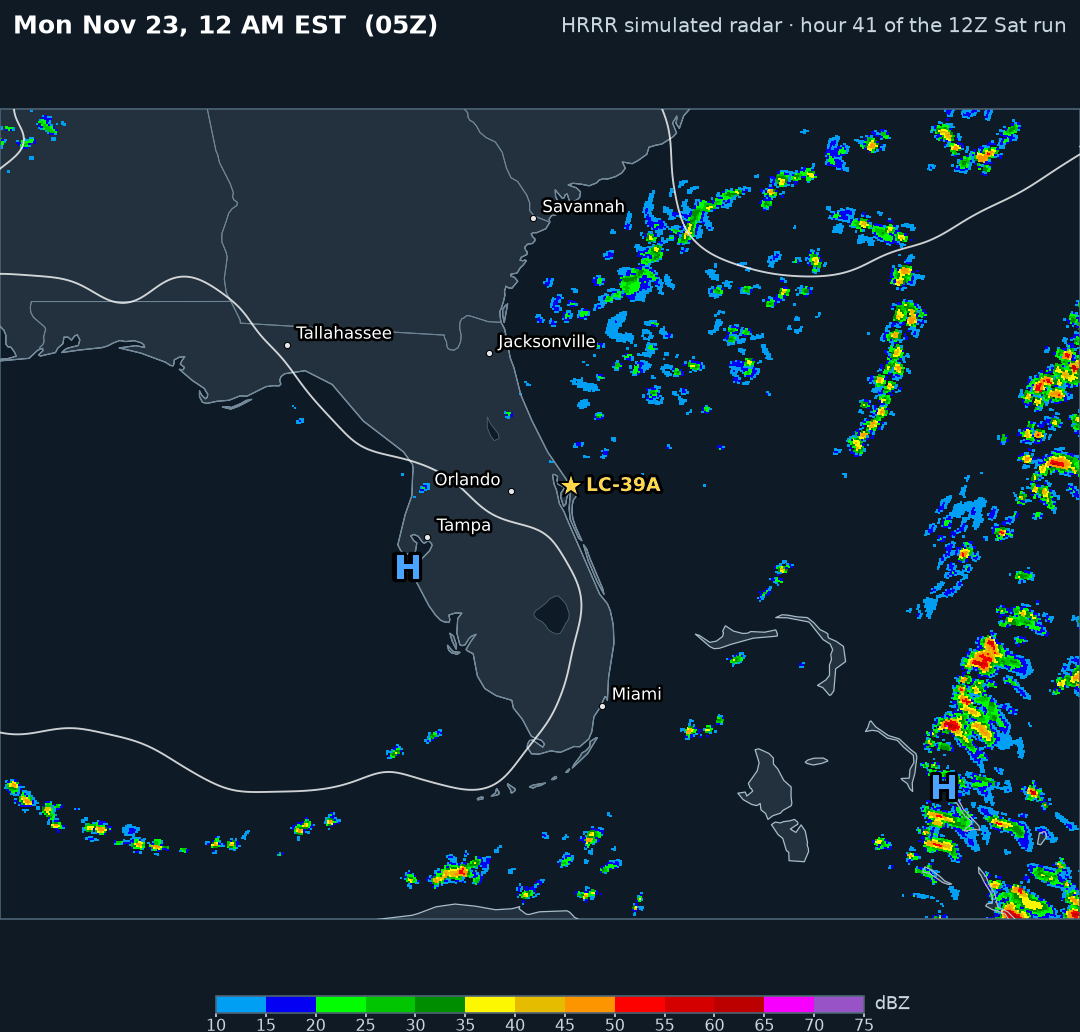 Mon Nov 23, 12 AM EST (05Z)
HRRR simulated radar · hour 41 of the 12Z Sat run
Savannah
Tallahassee
Jacksonville
Orlando
LC-39A
Tampa
H
Miami
H
dBZ
10 15 20 25 30 35 40 45 50 55 60 65 70 75